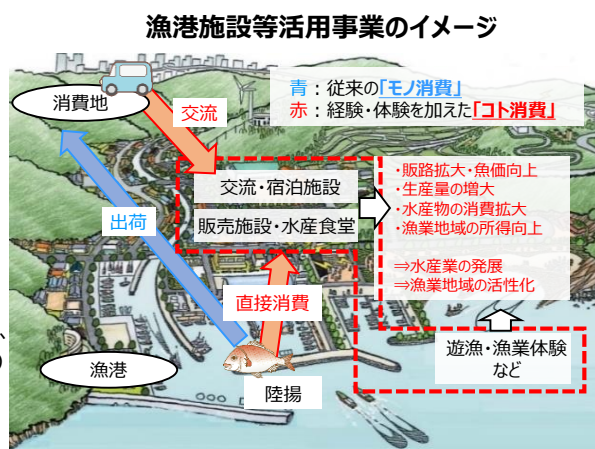 漁港施設等活用事業のイメージ
青：従来の「モノ消費」
赤：経験・体験を加えた「コト消費」
消費地
交流
交流・宿泊施設
販売施設・水産食堂
・販路拡大・魚価向上
・生産量の増大
・水産物の消費拡大
・漁業地域の所得向上
⇒水産業の発展
⇒漁業地域の活性化
出荷
直接消費
漁港
陸揚
遊漁・漁業体験
など